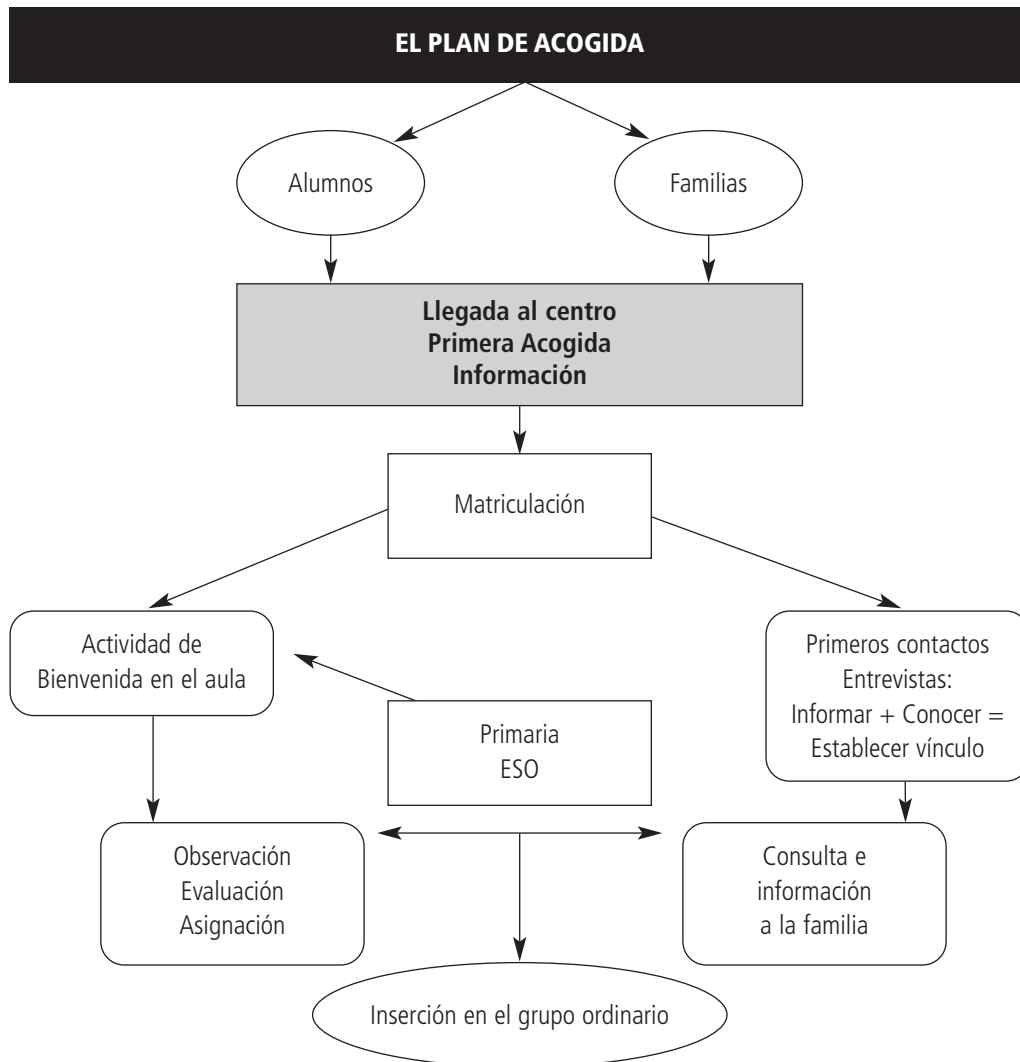 EL PLAN DE ACOGIDA
Alumnos
Familias
Llegada al centro
Primera Acogida
Información
Matriculación
Actividad de
Bienvenida en el aula
Primeros contactos
Entrevistas:
Informar + Conocer =
Establecer vínculo
Primaria
ESO
Observación
Evaluación
Asignación
Consulta e
información
a la familia
Inserción en el grupo ordinario